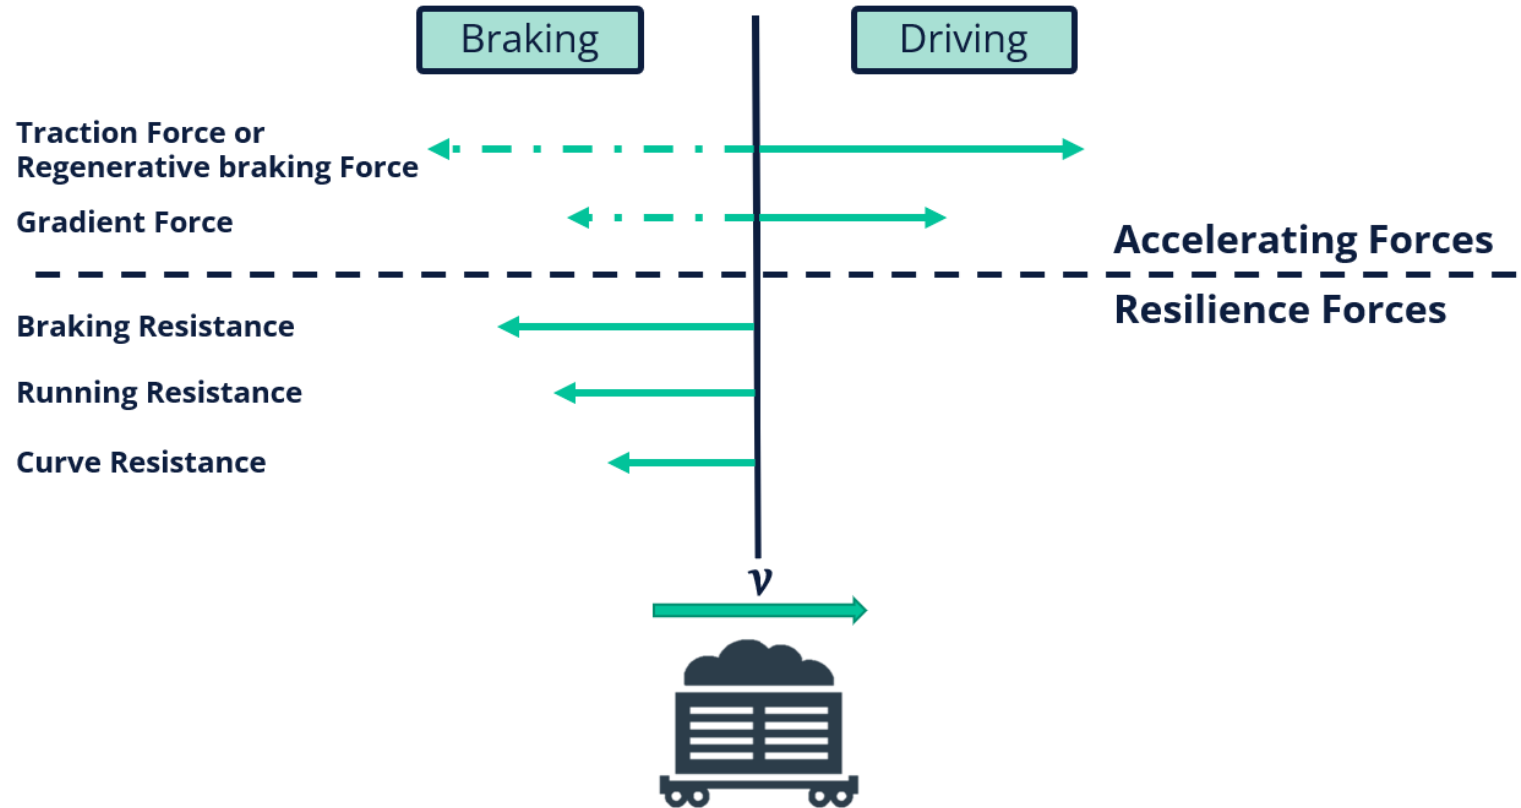 Braking
Driving
Traction Force or
Regenerative braking Force
Gradient Force
Accelerating Forces
Resilience Forces
Braking Resistance
Running Resistance
Curve Resistance
ν